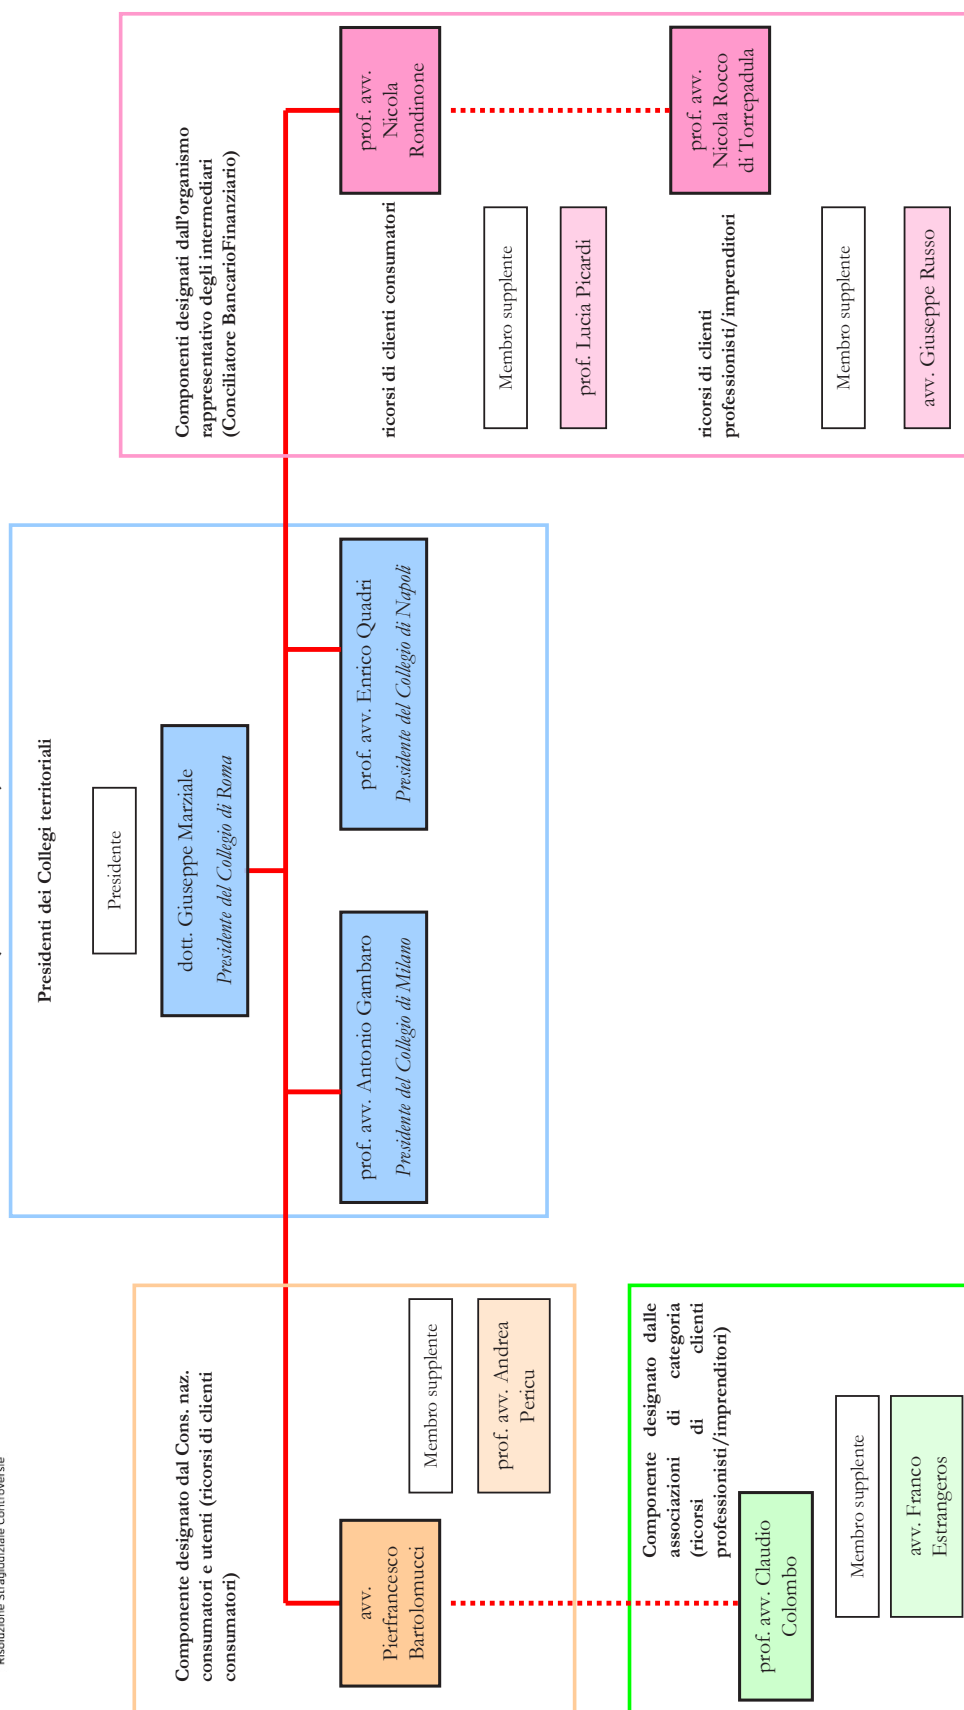 Risoluzione Stragiudiziale Controversie
Presidenti dei Collegi territoriali
Presidente
dott. Giuseppe Marziale
Presidente del Collegio di Roma
prof. avv. Antonio Gambaro
Presidente del Collegio di Milano
prof. avv. Enrico Quadri
Presidente del Collegio di Napoli
Componente designato dal Cons. naz.
consumatori e utenti (ricorsi di clienti
consumatori)
avv.
Pierfrancesco
Bartolomucci
Membro supplente
prof. avv. Andrea
Pericu
Componente designato dalle
associazioni di categoria
(ricorsi di clienti
professionisti/imprenditori)
prof. avv. Claudio
Colombo
Membro supplente
avv. Franco
Estrangeros
Componenti designati dall'organismo
rappresentativo degli intermediari
(Conciliatore BancarioFinanziario)
prof. avv.
Nicola
Rondinone
ricorsi di clienti consumatori
Membro supplente
prof. Lucia Picardi
prof. avv.
Nicola Rocco
di Torrepadula
ricorsi di clienti
professionisti/imprenditori
Membro supplente
avv. Giuseppe Russo